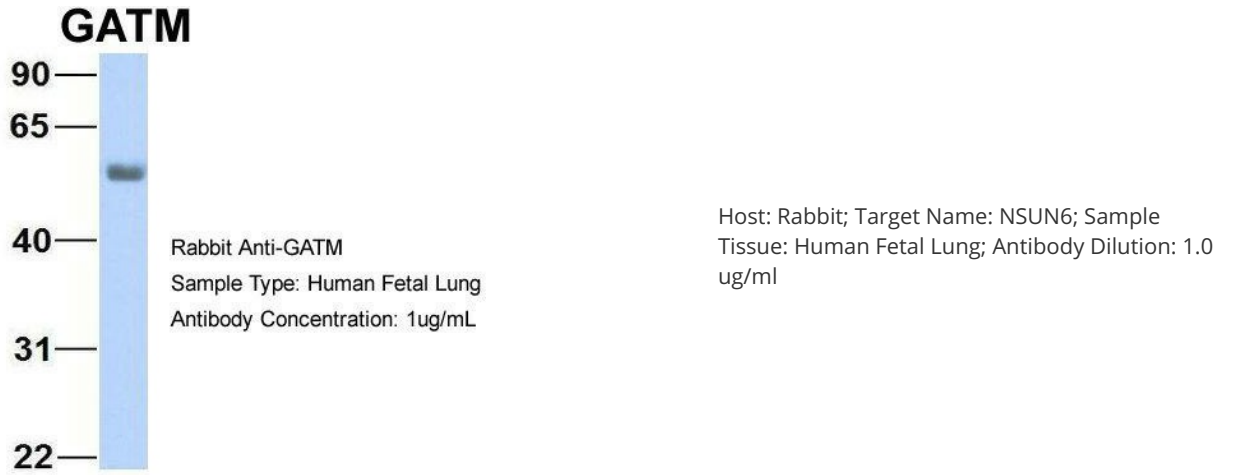 GATM
90
65
40
31
22
Rabbit Anti-GATM
Sample Type: Human Fetal Lung
Antibody Concentration: 1ug/mL
Host: Rabbit; Target Name: NSUN6; Sample
Tissue: Human Fetal Lung; Antibody Dilution: 1.0
ug/ml